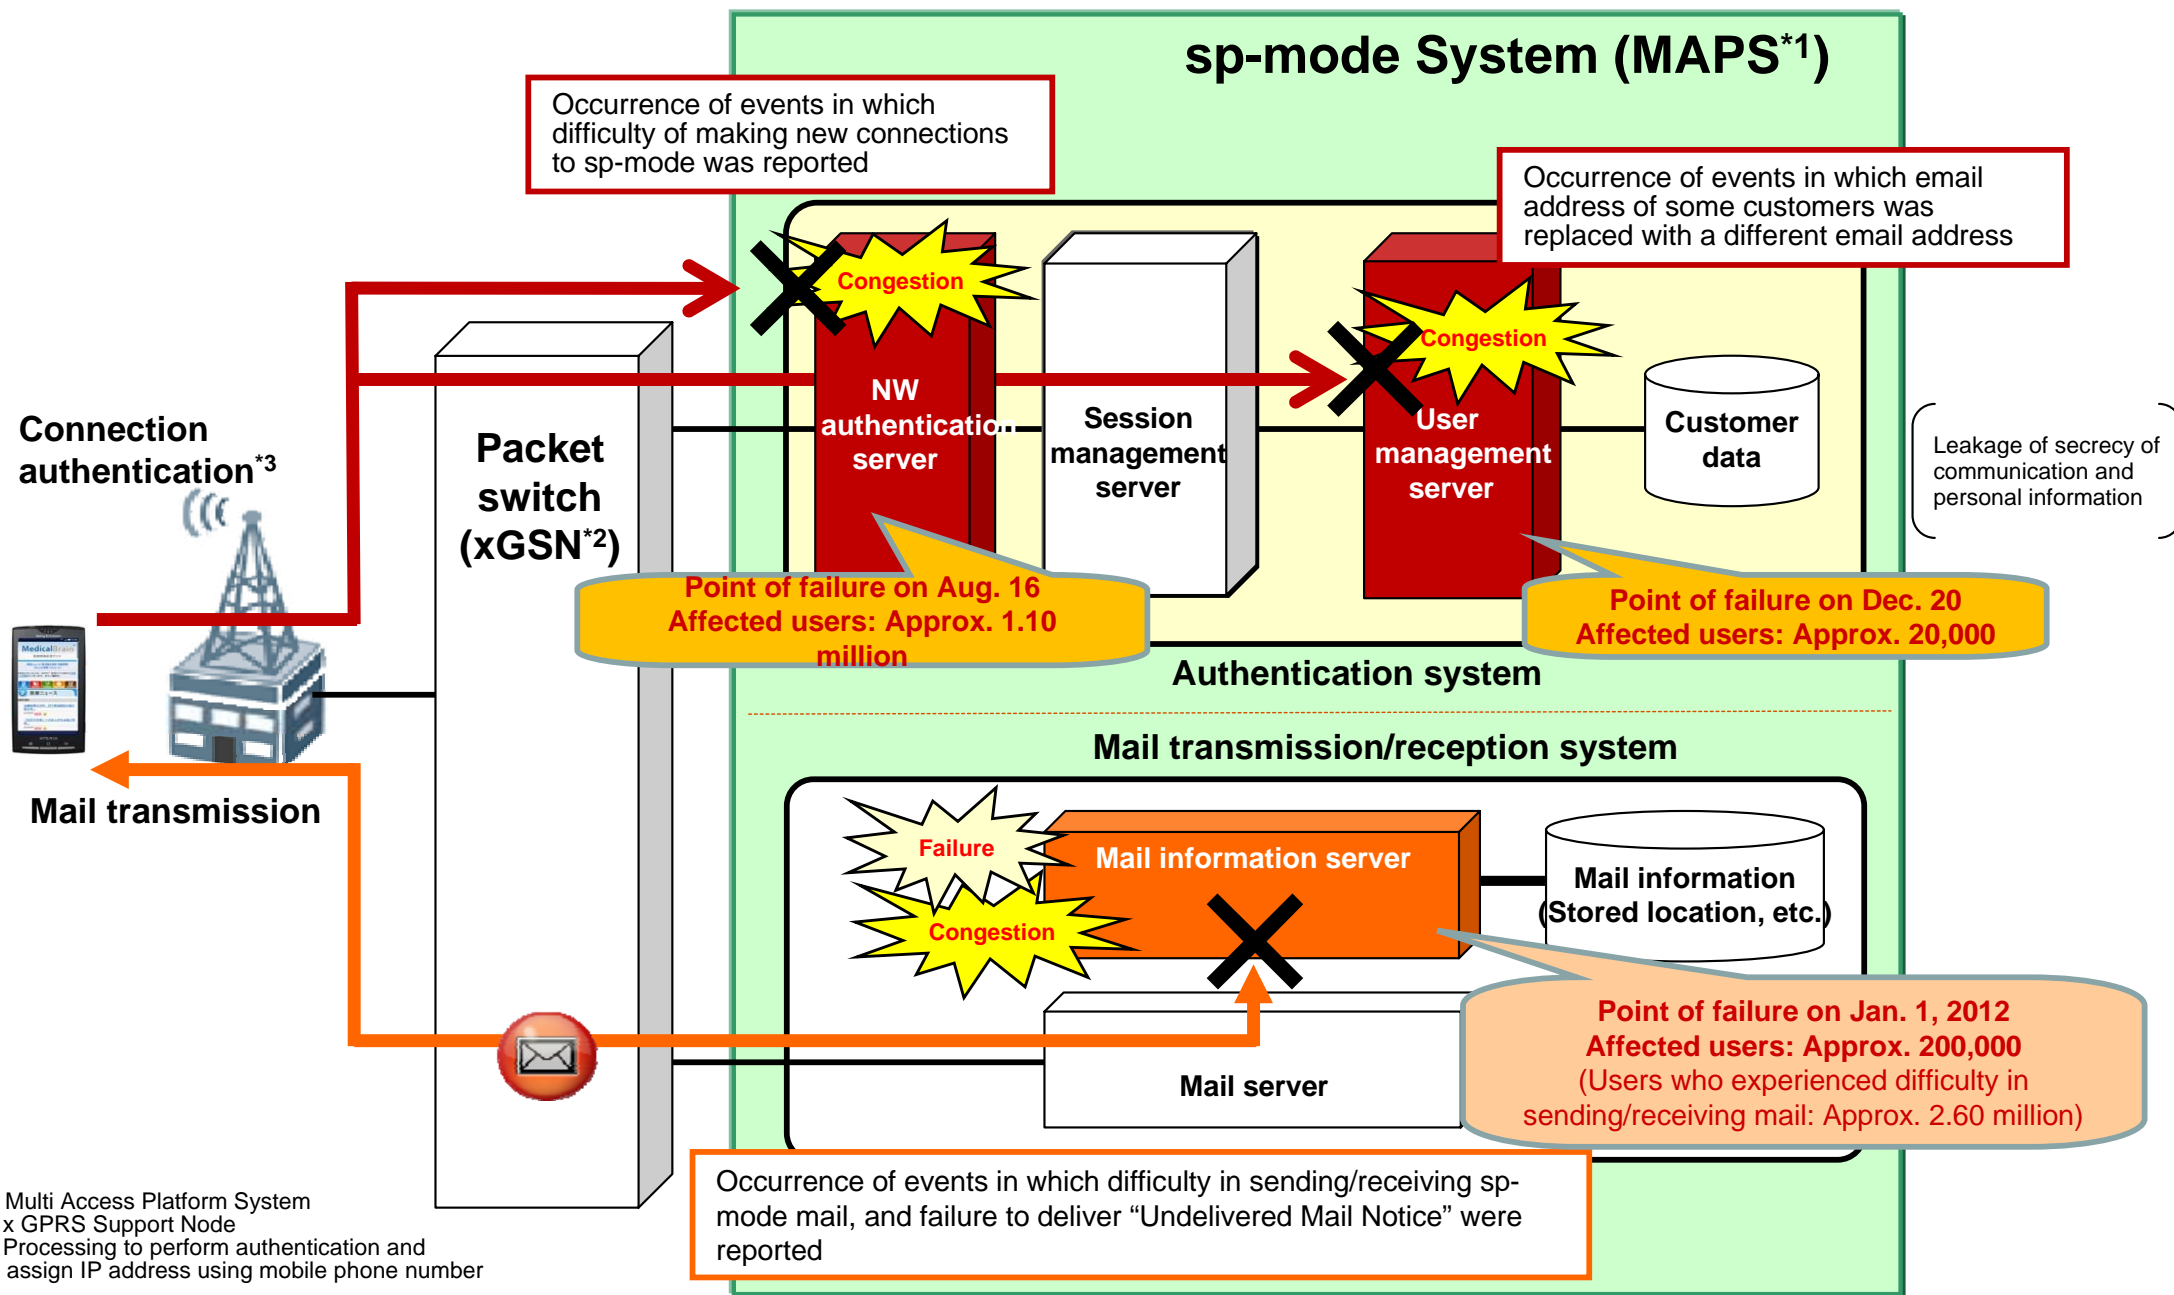 sp-mode System (MAPS*1)
Occurrence of events in which
difficulty of making new connections
to sp-mode was reported
Occurrence of events in which email
address of some customers was
replaced with a different email address
Congestion
Congestion
NW
authentication
server
Session
management
server
User
management
server
Customer
data
Leakage of secrecy of
communication and
personal information
Connection
authentication*3
Packet
switch
(xGSN*2)
Point of failure on Aug. 16
Affected users: Approx. 1.10
million
Point of failure on Dec. 20
Affected users: Approx. 20,000
Authentication system
MedicalBrain
Mail transmission/reception system
Mail transmission
Failure
Congestion
Mail information server
Mail information
(Stored location, etc.)
Mail server
Point of failure on Jan. 1, 2012
Affected users: Approx. 200,000
(Users who experienced difficulty in
sending/receiving mail: Approx. 2.60 million)
Occurrence of events in which difficulty in sending/receiving sp-
mode mail, and failure to deliver “Undelivered Mail Notice” were
reported
Multi Access Platform System
x GPRS Support Node
Processing to perform authentication and
assign IP address using mobile phone number